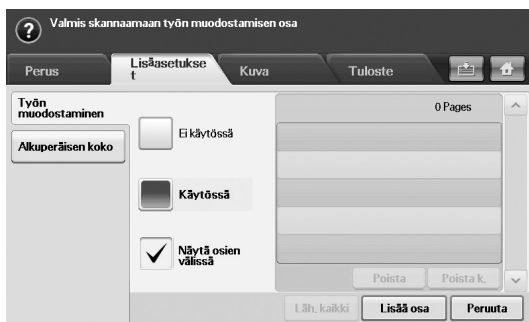 Valmis skannaamaan työn muodostamisen osa
Perus
Lisäasetukse
t
Kuva
Tuloste
Työn
muodostaminen
Alkuperäisen koko
0 Pages
Ei käytössä
Käytössä
Näytä osien
välissä
Poista
Poista k.
Läh. kaikki
Lisää osa
Peruuta